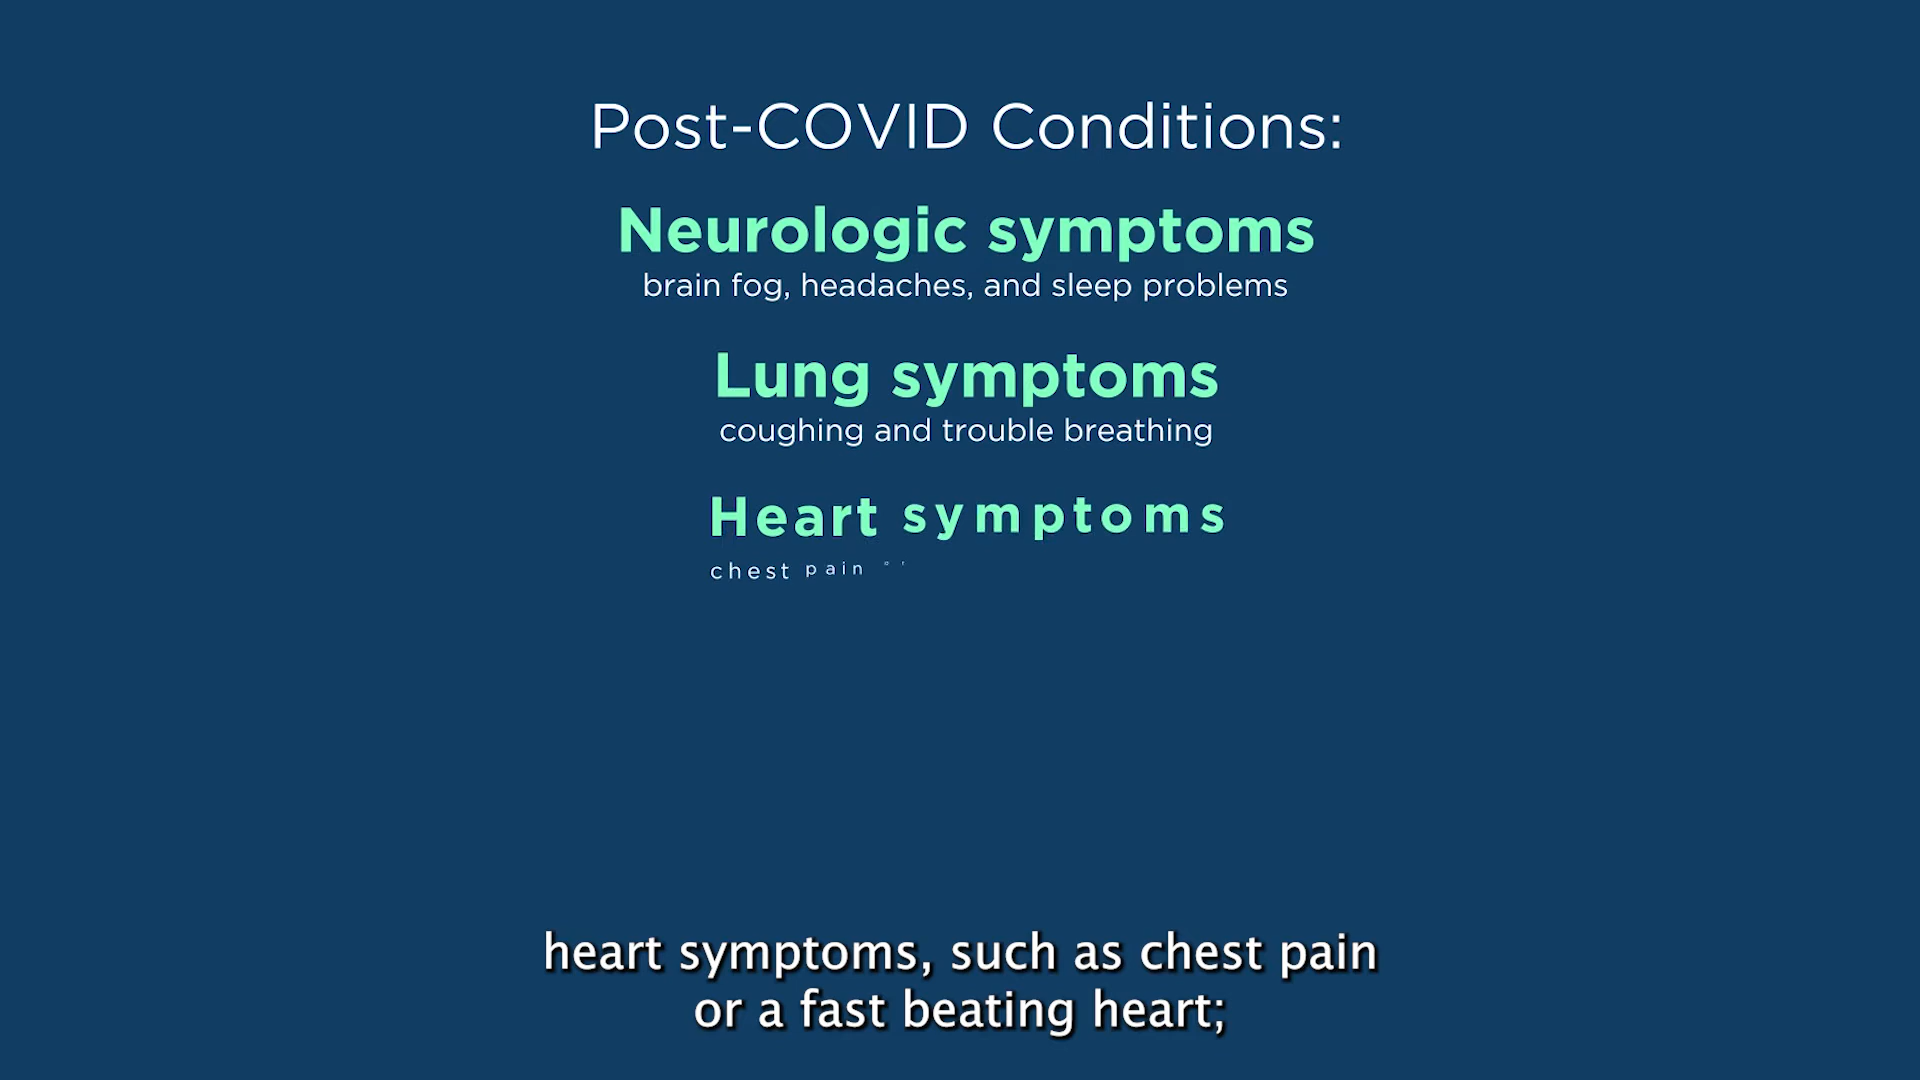 Post-COVID Conditions:
Neurologic symptoms
brain fog, headaches, and sleep problems
Lung symptoms
coughing and trouble breathing
Heart symptoms
chest pain
heart symptoms, such as chest pain
or a fast beating heart;